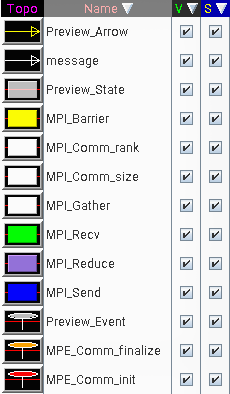 Topo Name V S
Preview_Arrow
message
Preview_State
MPI_Barrier
MPI_Comm_rank
MPI_Comm_size
MPI_Gather
MPI_Recv
MPI_Reduce
MPI_Send
Preview_Event
MPE_Comm_finalize
MPE_Comm_init